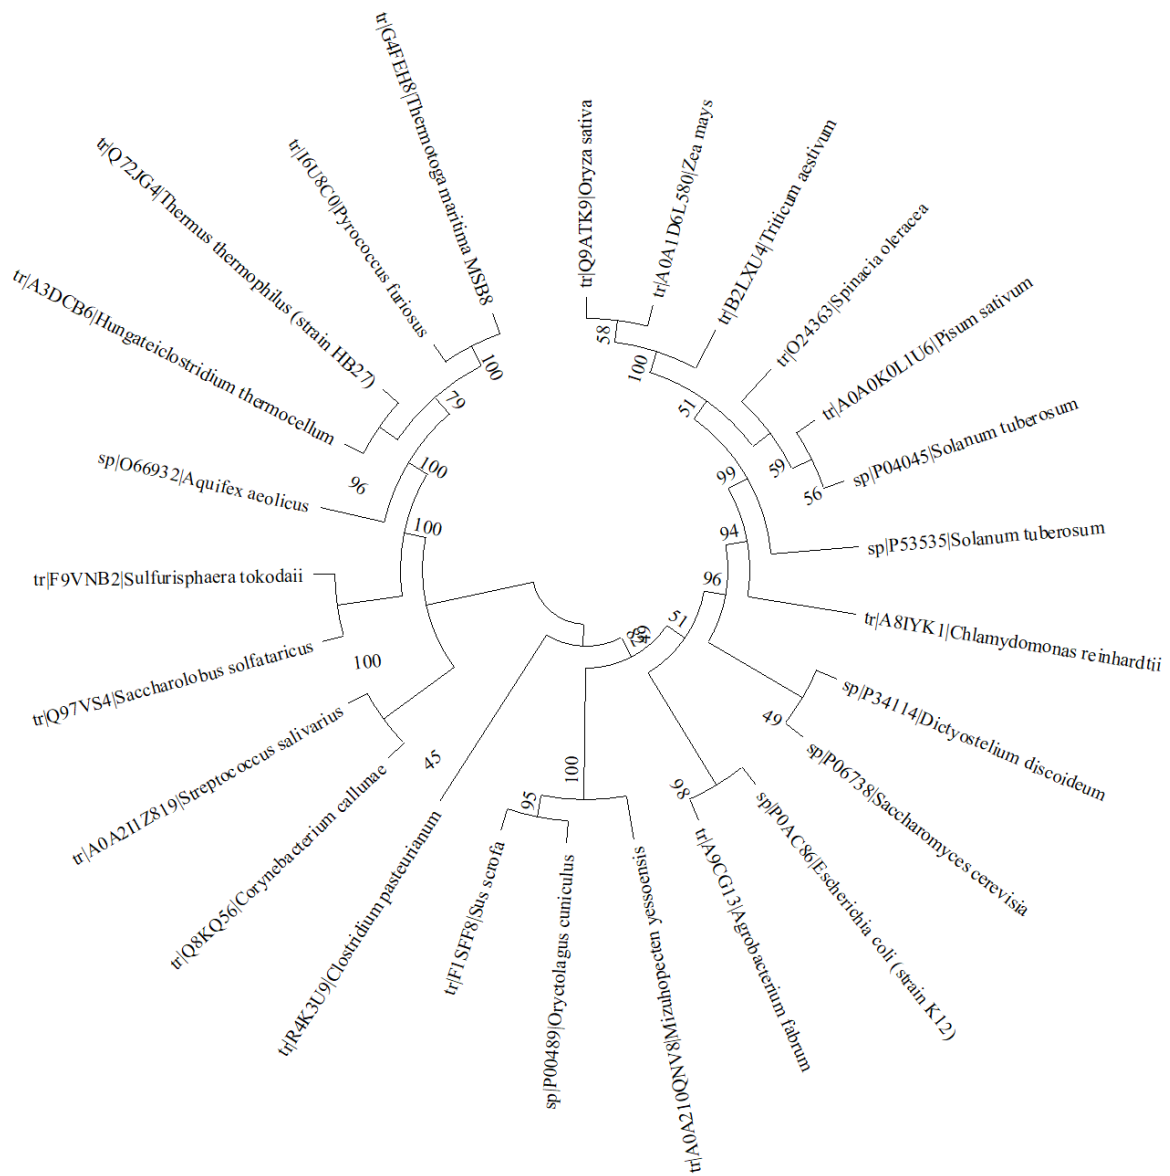 tr|G4FEH8|Thermotoga maritima MSB8
tr|I6U8C0|Pyrococcus furiosus
tr|Q72JG4|Thermus thermophilus (strain HB27)
tr|A3DCB6|Hungateiclostridium thermocellum
sp|O66932|Aquifex aeolicus
tr|F9VNB2|Sulfurisphaera tokodaii
tr|Q97VS4|Saccharolobus solfataricus
tr|A0A2I1Z819|Streptococcus salivarius
tr|Q8KQ56|Corynebacterium callunae
tr|R4K3U9|Clostridium pasteurianum
tr|F1SFF8|Sus scrofa
sp|P00489|Oryctolagus cuniculus
tr|A0A210QNV8|Mizuhopecten yessoensis
tr|A9CG13|Agrobacterium fabrum
sp|P0AC86|Escherichia coli (strain K12)
sp|P06738|Saccharomyces cerevisia
sp|P34114|Dictyostelium discoideum
tr|A8IYK1|Chlamydomonas reinhardtii
sp|P53535|Solanum tuberosum
sp|P04045|Solanum tuberosum
tr|A0A0K0L1U6|Pisum sativum
tr|O24363|Spinacia oleracea
tr|B2LXU4|Triticum aestivum
tr|A0A1D6L580|Zea mays
tr|Q9ATK9|Oryza sativa
100
79
96
100
100
100
45
95
100
98
49
51
96
94
99
56
59
51
100
58